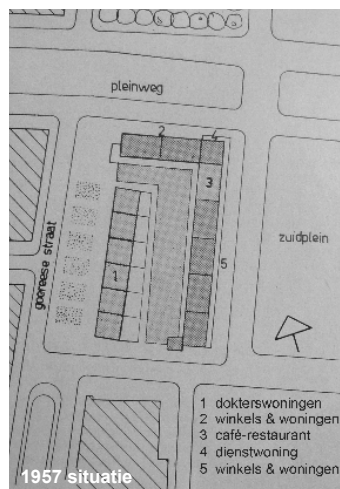 pleinweg
2
4
3
zuidplein
gooreese straat
5
1
1 dokterswoningen
2 winkels & woningen
3 café-restaurant
4 dienstwoning
5 winkels & woningen
1957 situatie